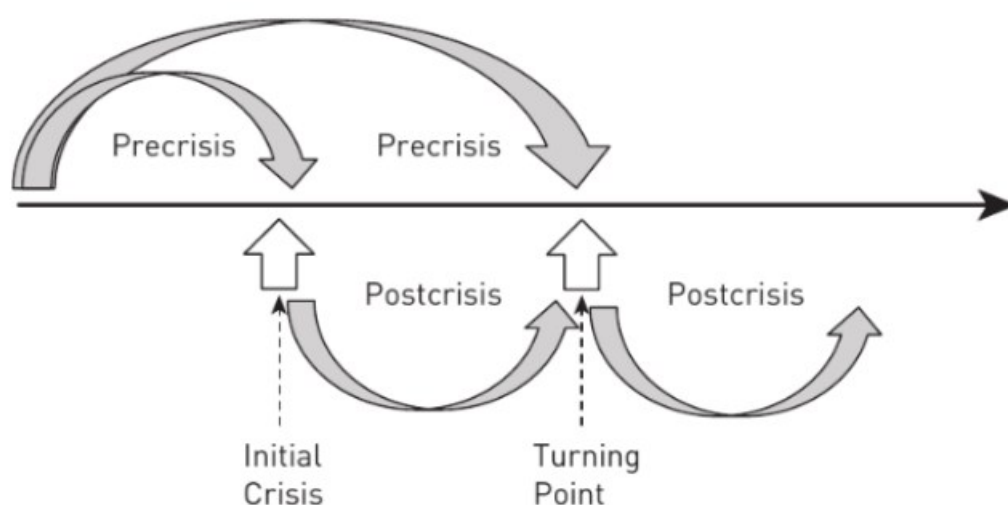 Precrisis
Precrisis
Postcrisis
Postcrisis
Initial
Crisis
Turning
Point